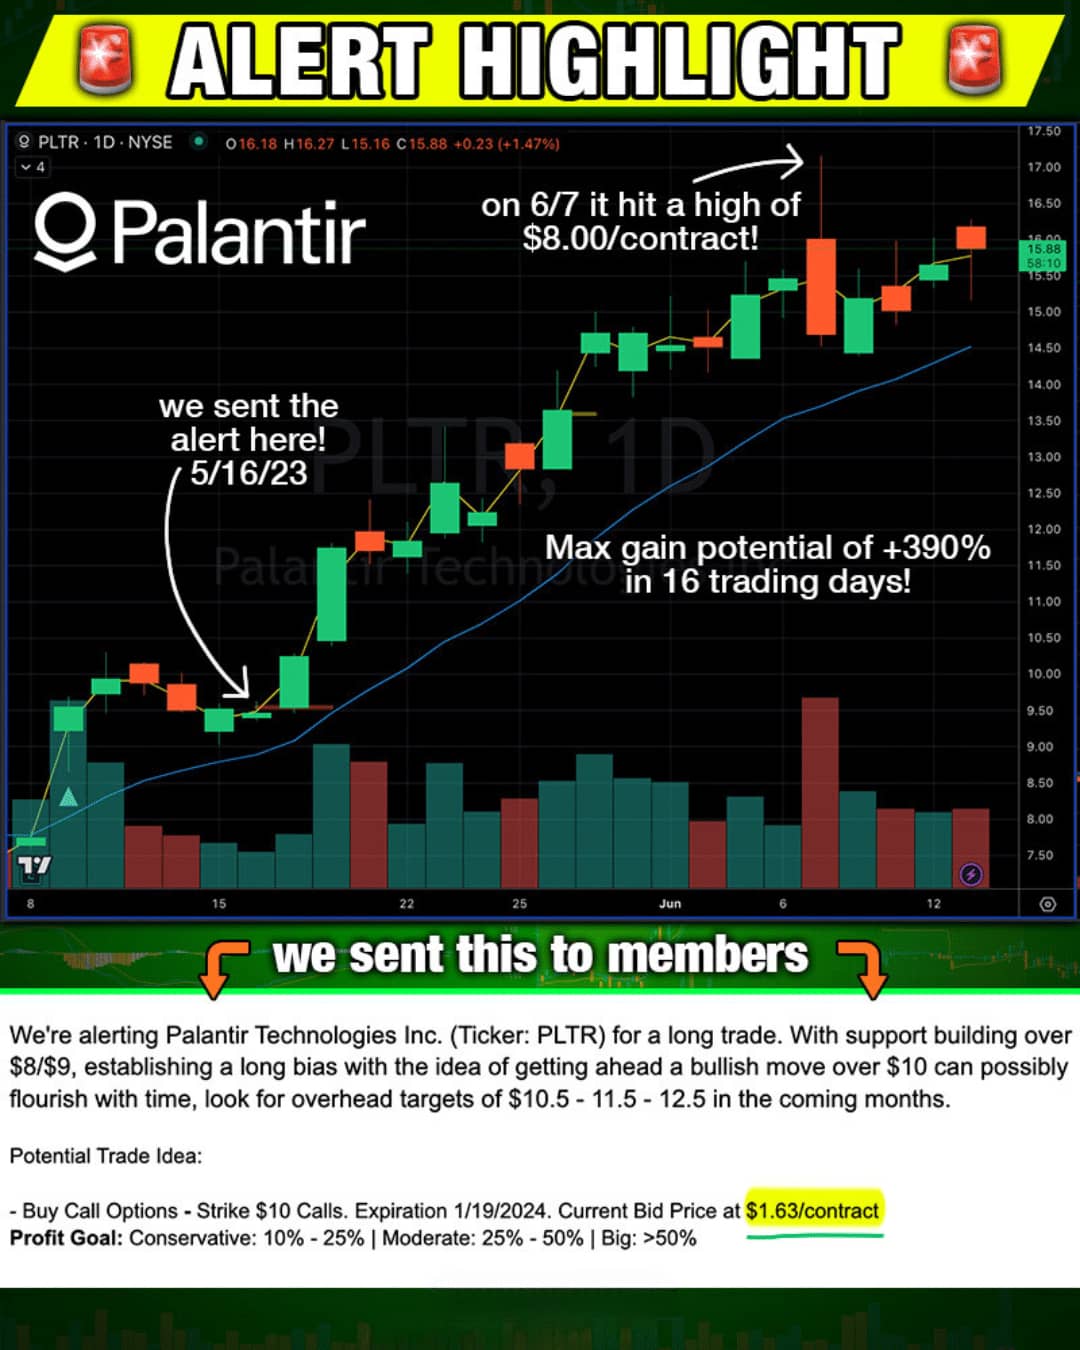 ALERT HIGHLIGHT
PLTR · 1D · NYSE
O16.18 H16.27 L15.16 C15.88 +0.23 (+1.47%)
4
Palantir
on 6/7 it hit a high of
$8.00/contract!
17.50
17.00
16.50
16.00
15.88
58:10
15.50
15.00
14.50
14.00
13.50
13.00
12.50
12.00
11.50
11.00
10.50
10.00
9.50
9.00
8.50
8.00
7.50
we sent the
alert here!
5/16/23
PLTR, 1D
Palantir Technologies Inc.
Max gain potential of +390%
in 16 trading days!
8
15
22
25
Jun
6
12
we sent this to members
We're alerting Palantir Technologies Inc. (Ticker: PLTR) for a long trade. With support building over
$8/$9, establishing a long bias with the idea of getting ahead a bullish move over $10 can possibly
flourish with time, look for overhead targets of $10.5 - 11.5 - 12.5 in the coming months.
Potential Trade Idea:
- Buy Call Options - Strike $10 Calls. Expiration 1/19/2024. Current Bid Price at $1.63/contract
Profit Goal: Conservative: 10% - 25% | Moderate: 25% - 50% | Big: >50%